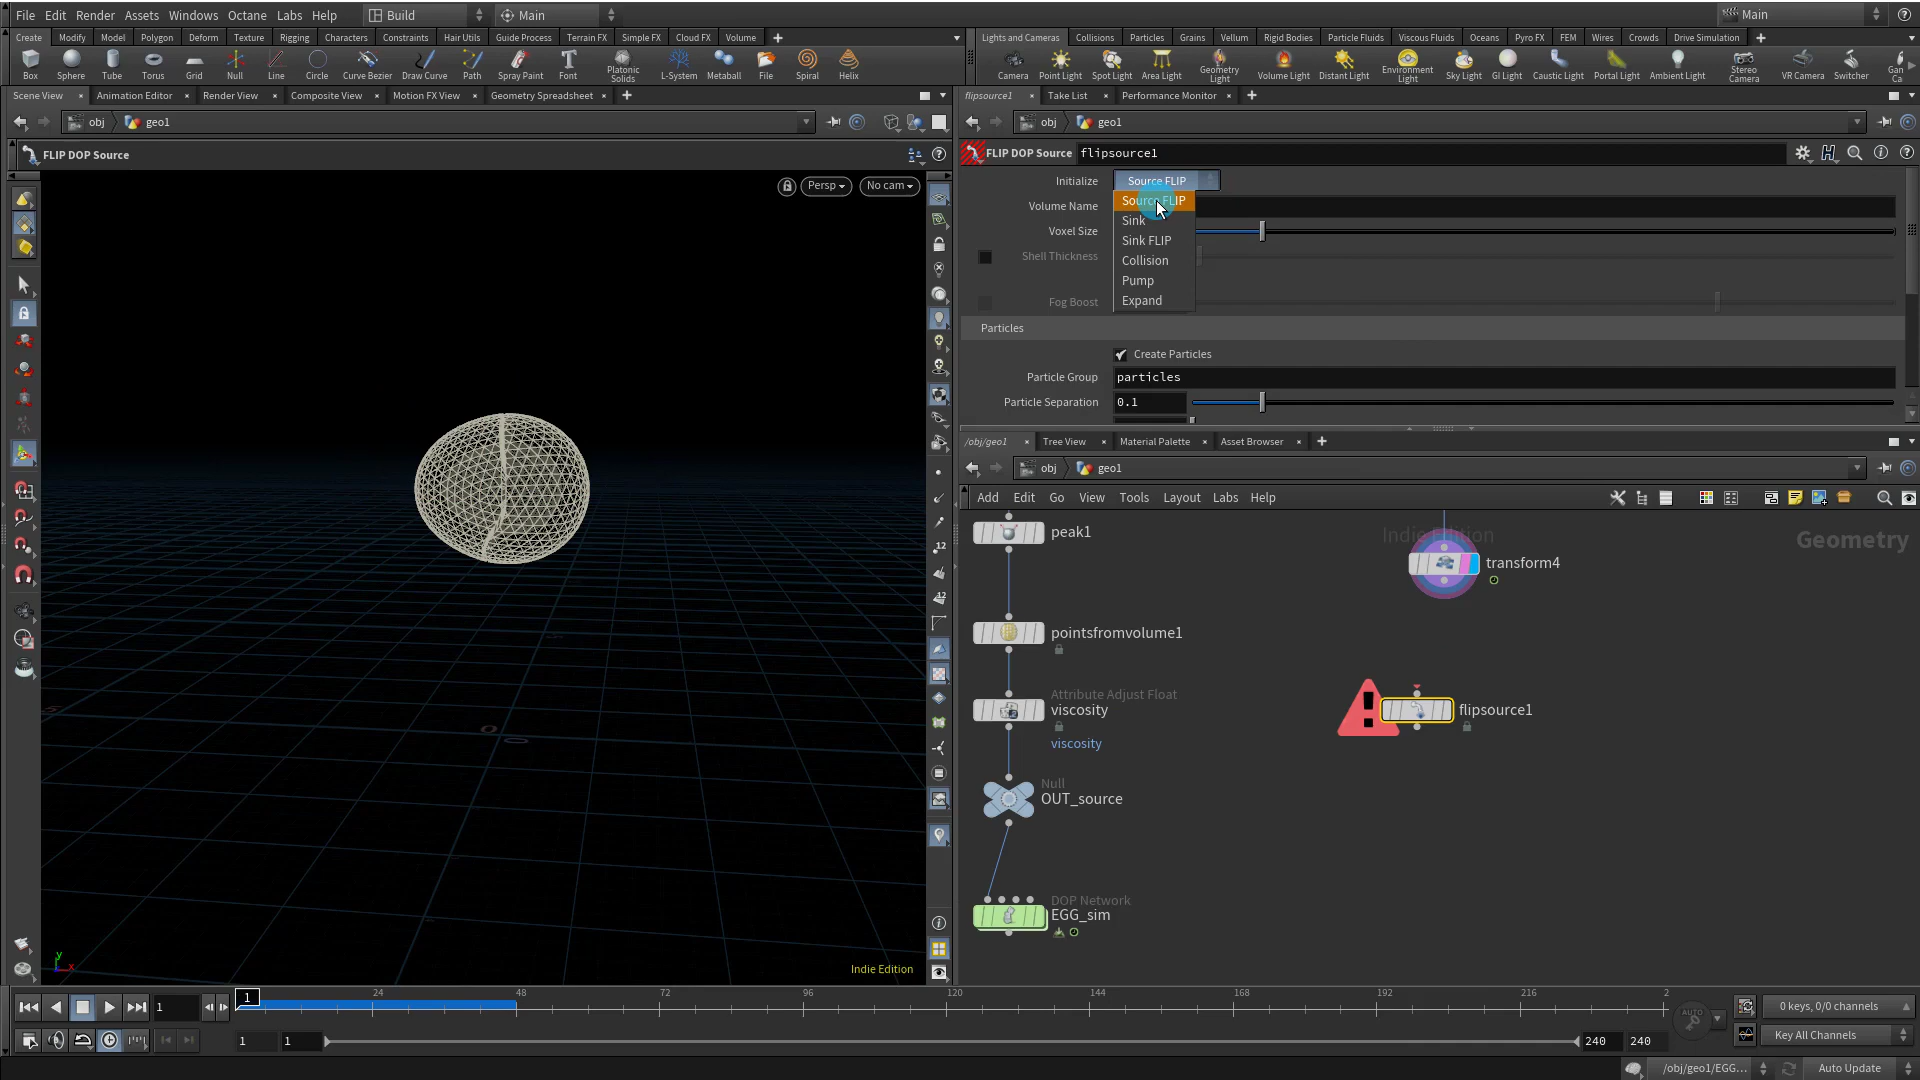 File Edit Render Assets Windows Octane Labs Help Build Main Main
Create Modify Model Polygon Deform Texture Rigging Characters Constraints Hair Utils Guide Process Terrain FX Simple FX Cloud FX Volume
Lights and Cameras Collisions Particles Grains Vellum Rigid Bodies Particle Fluids Viscous Fluids Oceans Pyro FX FEM Wires Crowds Drive Simulation
Box Sphere Tube Torus Grid Null Line Circle Curve Bezier Draw Curve Path Spray Paint Font Platonic Solids L-System Metaball File Spiral Helix
Camera Point Light Spot Light Area Light Geometry Light Volume Light Distant Light Environment Light Sky Light GI Light Caustic Light Portal Light Ambient Light Stereo Camera VR Camera Switcher Gan Ca
Scene View Animation Editor Render View Composite View Motion FX View Geometry Spreadsheet
flipsource1 Take List Performance Monitor
obj geo1
obj geo1
FLIP DOP Source
FLIP DOP Source flipsource1
Persp No cam
Initialize Source FLIP
Source FLIP
Sink
Sink FLIP
Collision
Pump
Expand
Volume Name
Voxel Size
Shell Thickness
Fog Boost
Particles
Create Particles
Particle Group particles
Particle Separation 0.1
/obj/geo1 Tree View Material Palette Asset Browser
obj geo1
Add Edit Go View Tools Layout Labs Help
Indie Edition
Geometry
peak1
transform4
pointsfromvolume1
Attribute Adjust Float
viscosity
viscosity
flipsource1
Null
OUT_source
DOP Network
EGG_sim
12
12
y
x
Indie Edition
1 1 24 48 72 96 120 144 168 192 216 2
AUTO
0 keys, 0/0 channels
1 1 240 240
Key All Channels
/obj/geo1/EGG... Auto Update